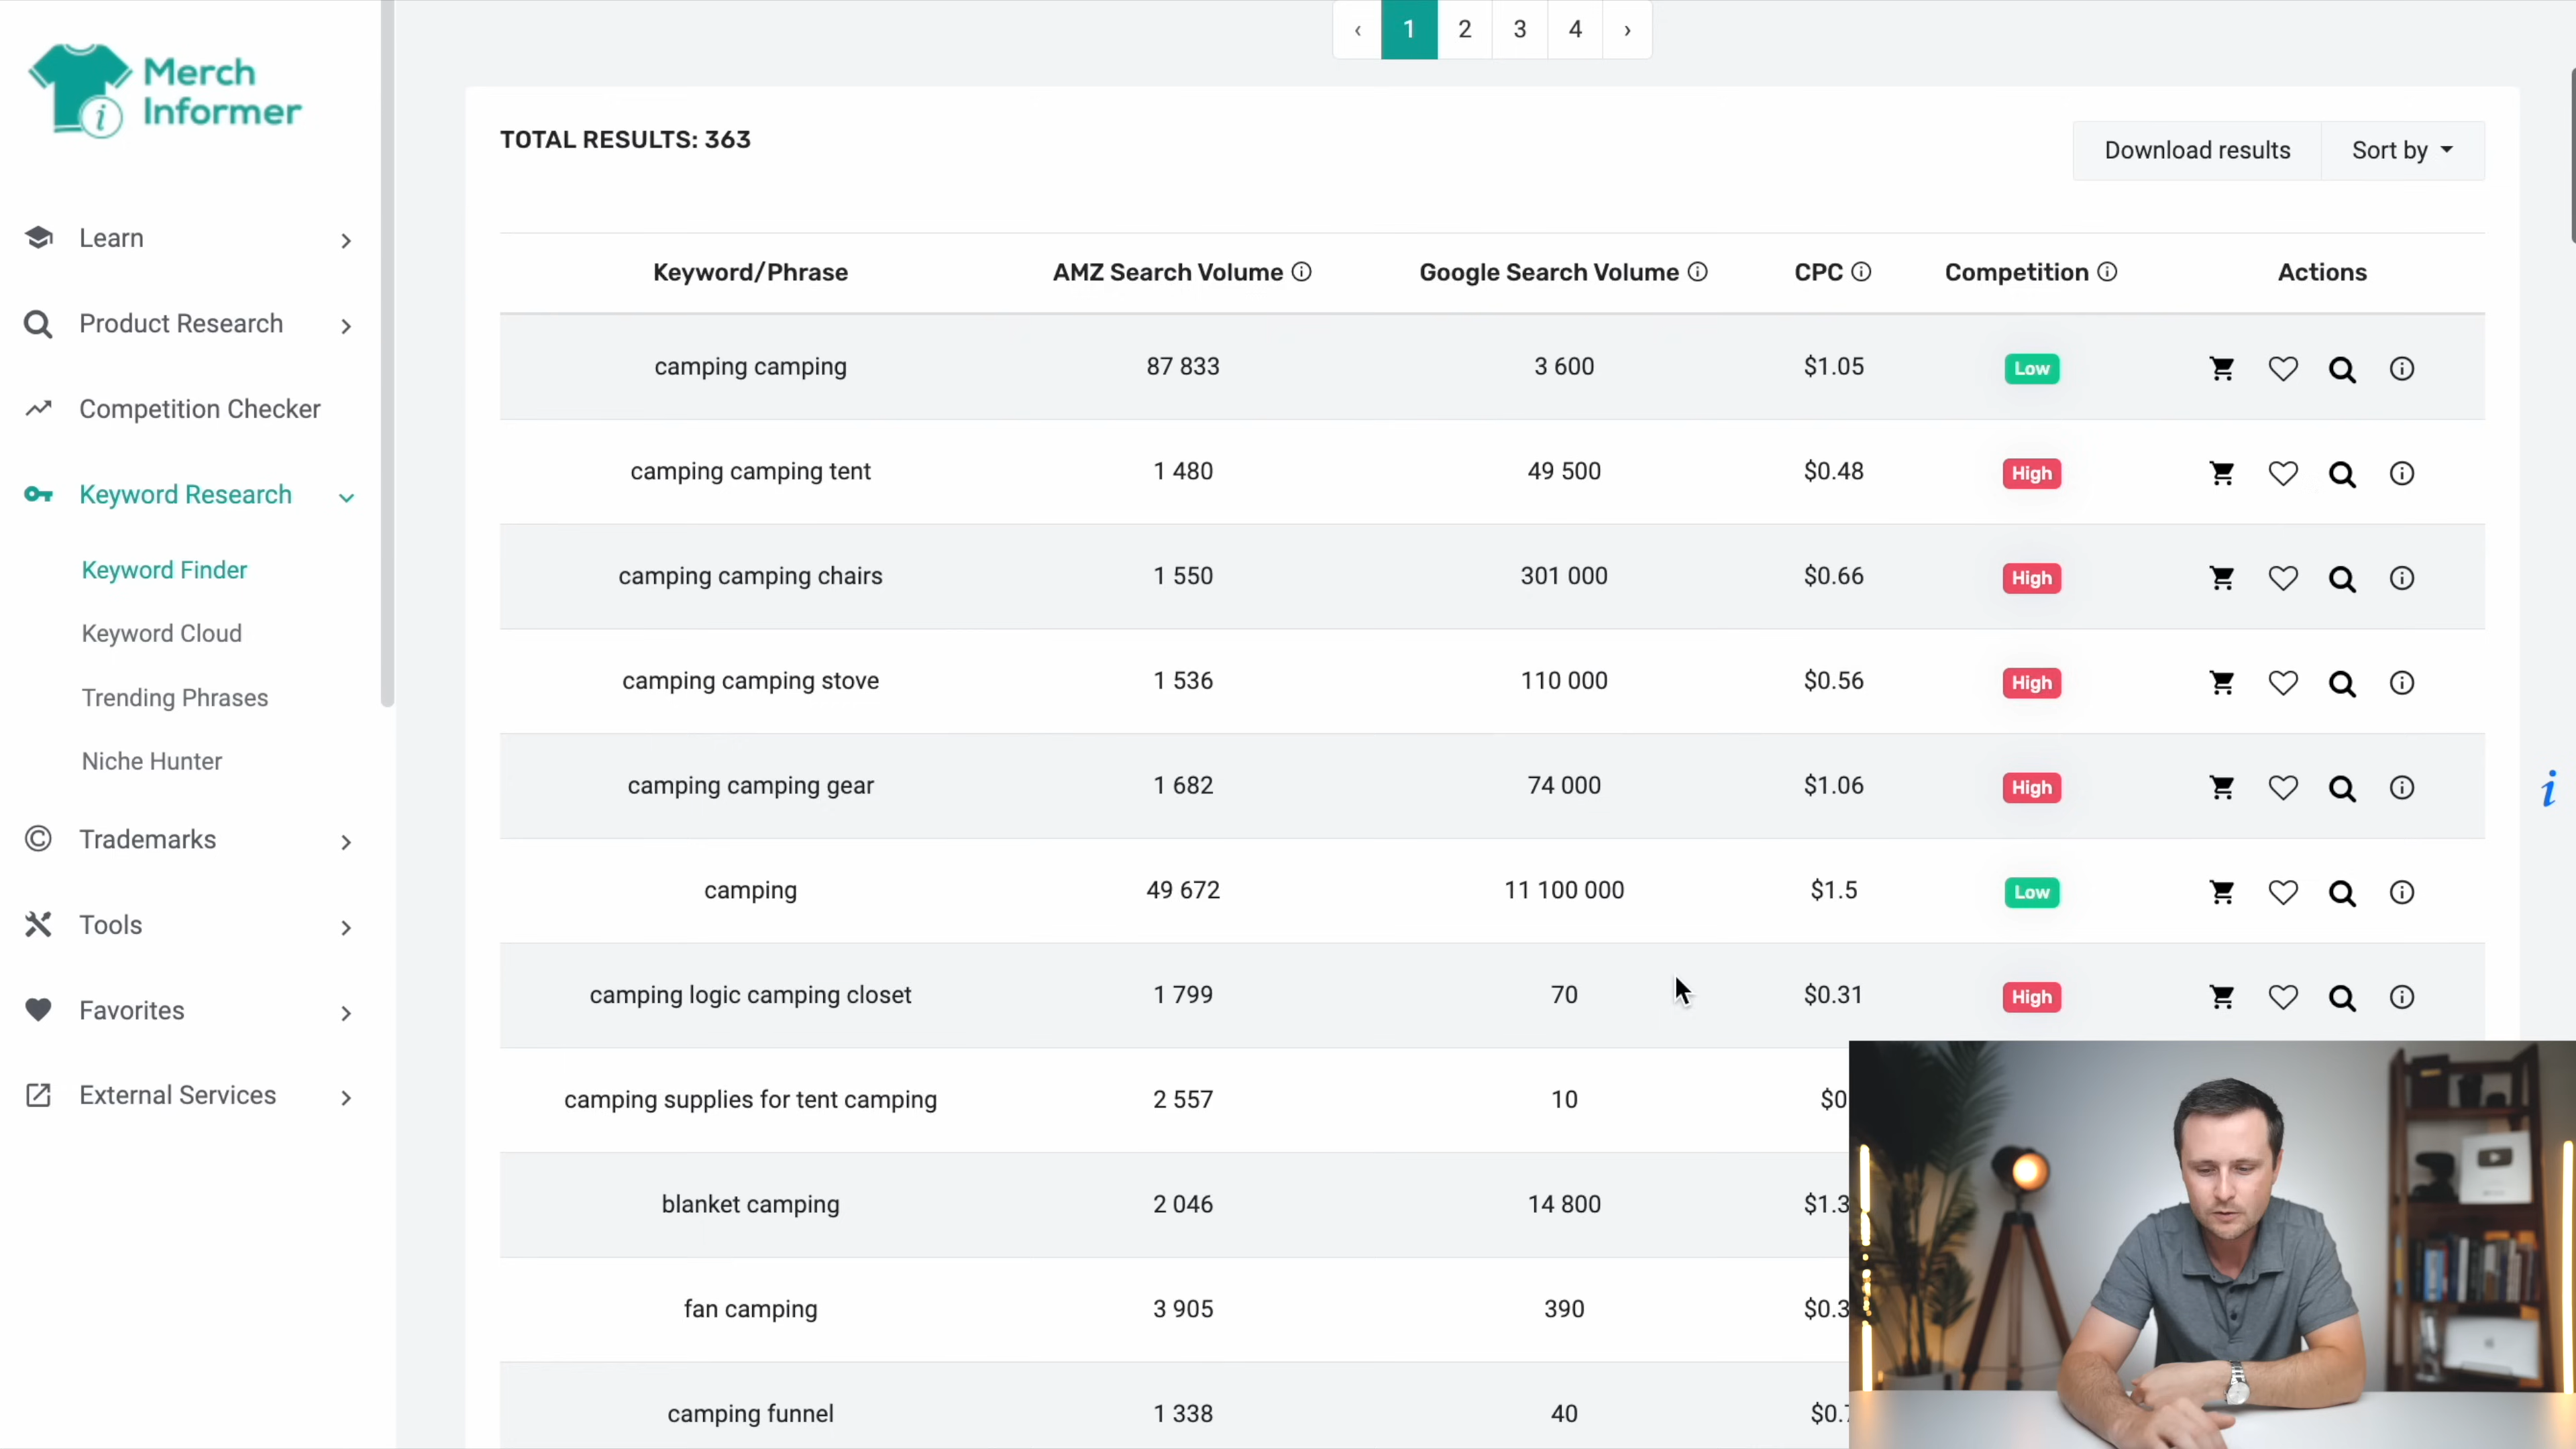 Merch
Informer
Learn
Product Research
Competition Checker
Keyword Research
Keyword Finder
Keyword Cloud
Trending Phrases
Niche Hunter
Trademarks
Tools
Favorites
External Services
‹ 1 2 3 4 ›
TOTAL RESULTS: 363
Download results Sort by
Keyword/Phrase AMZ Search Volume Google Search Volume CPC Competition Actions
camping camping 87 833 3 600 $1.05 Low
camping camping tent 1 480 49 500 $0.48 High
camping camping chairs 1 550 301 000 $0.66 High
camping camping stove 1 536 110 000 $0.56 High
camping camping gear 1 682 74 000 $1.06 High
camping 49 672 11 100 000 $1.5 Low
camping logic camping closet 1 799 70 $0.31 High
camping supplies for tent camping 2 557 10 $0
blanket camping 2 046 14 800 $1.3
fan camping 3 905 390 $0.3
camping funnel 1 338 40 $0.